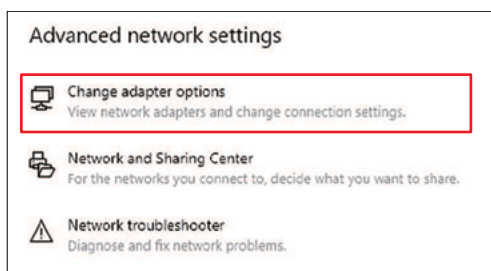 Advanced network settings
Change adapter options
View network adapters and change connection settings.
Network and Sharing Center
For the networks you connect to, decide what you want to share.
Network troubleshooter
Diagnose and fix network problems.